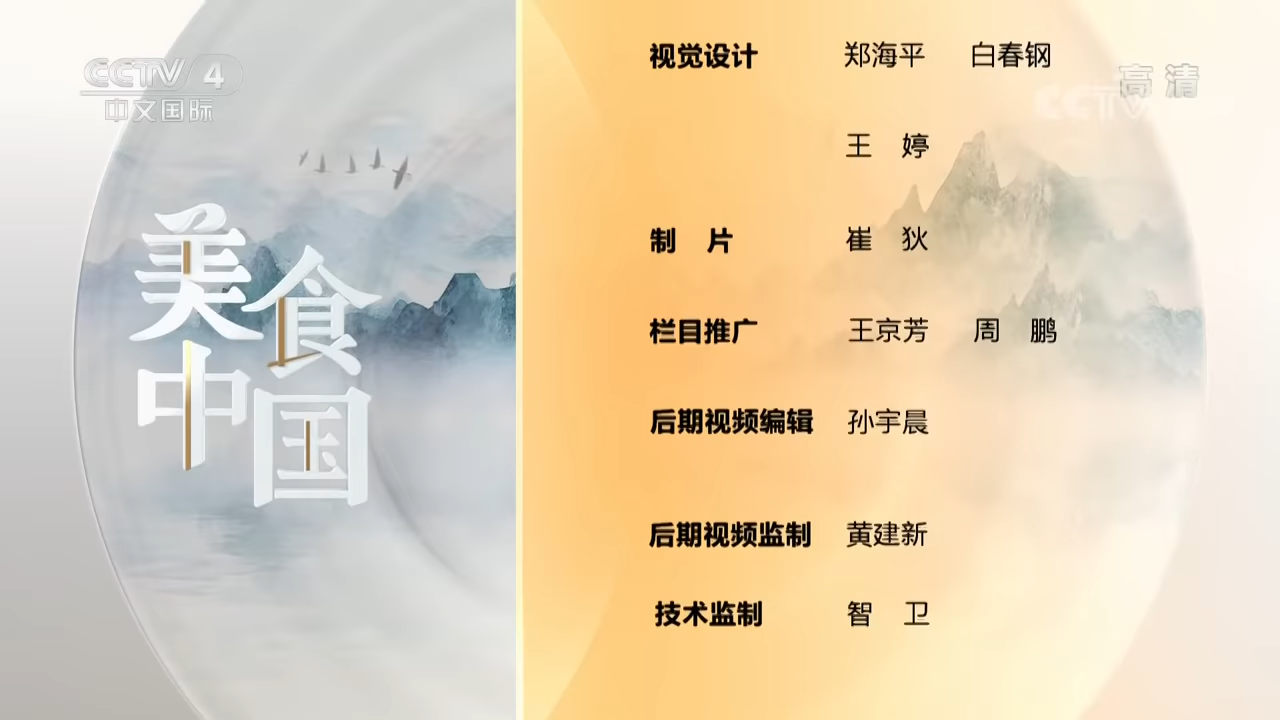 CCTV 4
中文国际
高清
CCTV
美食
中国
视觉设计 郑海平 白春钢
王 婷
制 片 崔 狄
栏目推广 王京芳 周 鹏
后期视频编辑 孙宇晨
后期视频监制 黄建新
技术监制 智 卫